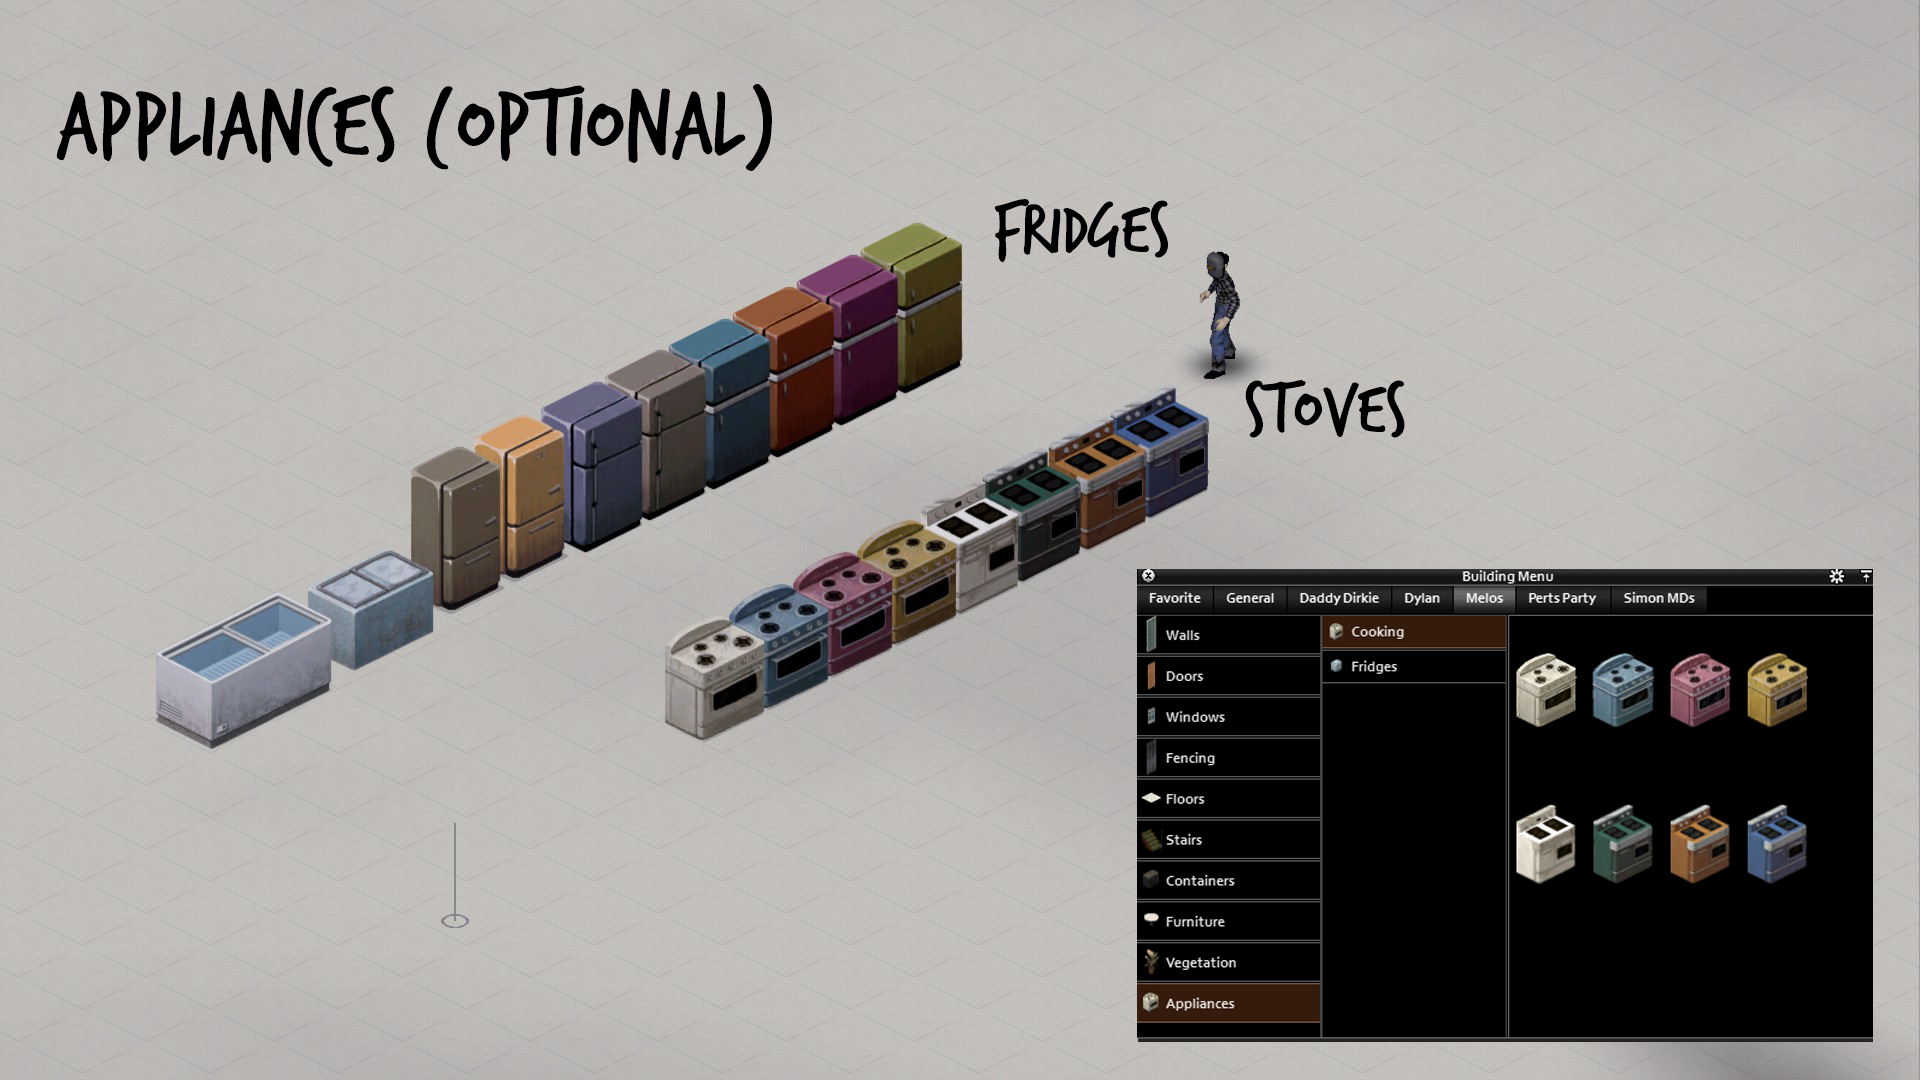 APPLIANCES (OPTIONAL)
FRIDGES
STOVES
Building Menu
Favorite General Daddy Dirkie Dylan Melos Perts Party Simon MDs
Walls
Doors
Windows
Fencing
Floors
Stairs
Containers
Furniture
Vegetation
Appliances
Cooking
Fridges